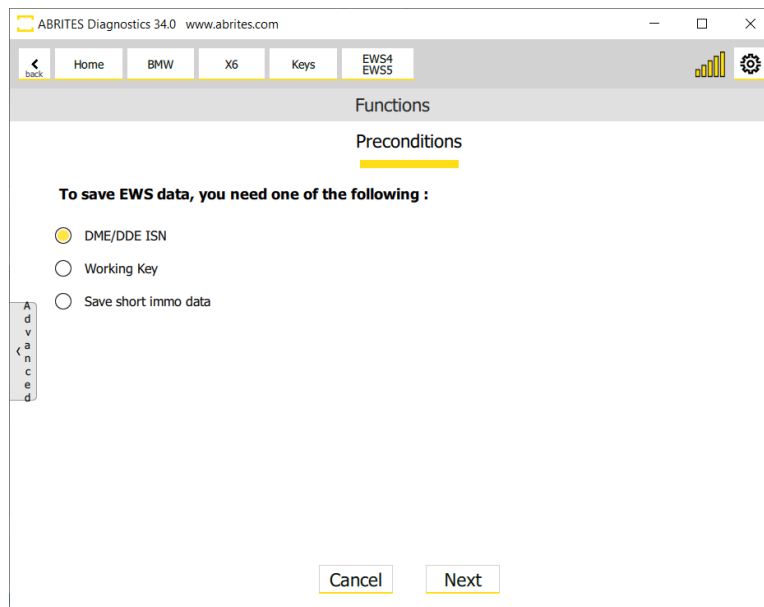 ABRITES Diagnostics 34.0   www.abrites.com
back
Home
BMW
X6
Keys
EWS4
EWS5
Functions
Preconditions
To save EWS data, you need one of the following :
DME/DDE ISN
Working Key
Save short immo data
Advanced
Cancel
Next